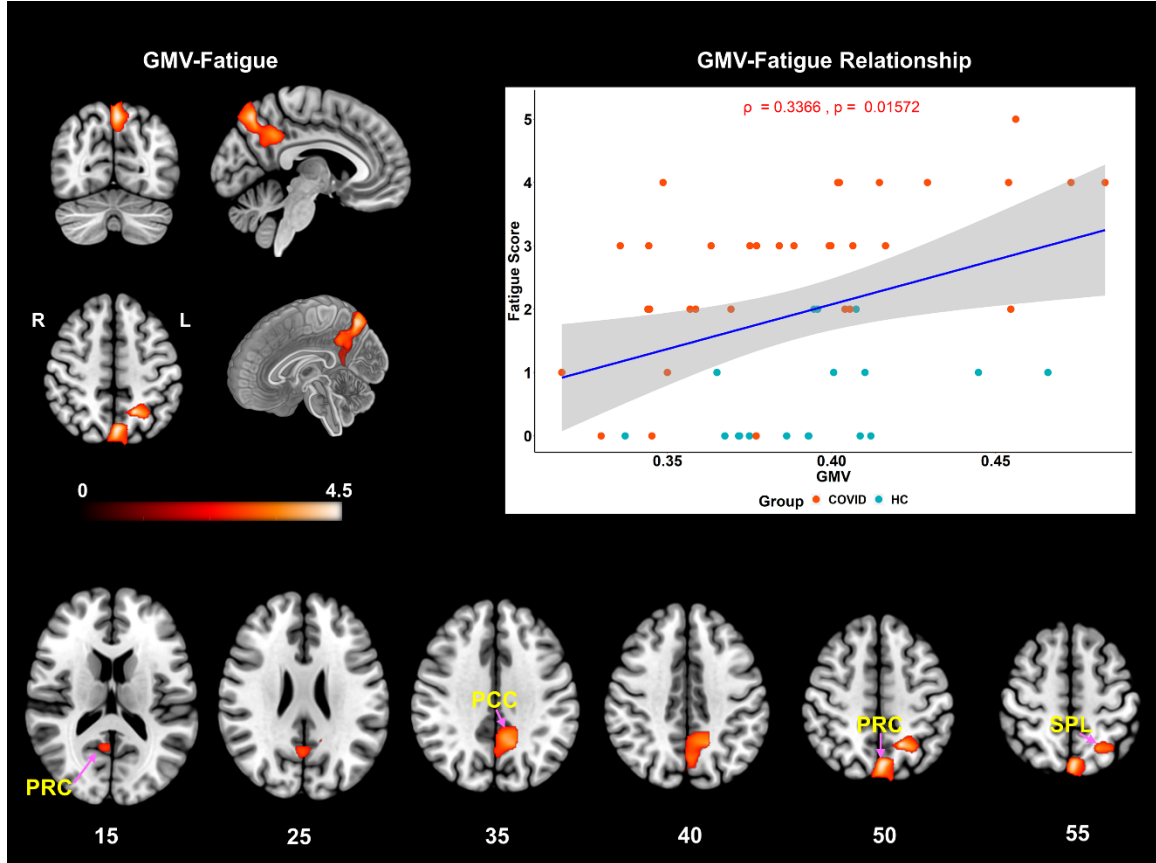 GMV-Fatigue
GMV-Fatigue Relationship
R
L
0
4.5
ρ = 0.3366 , p = 0.01572
Fatigue Score
5
4
3
2
1
0
0.35
0.40
0.45
GMV
Group COVID HC
PRC
PCC
PRC
SPL
15
25
35
40
50
55